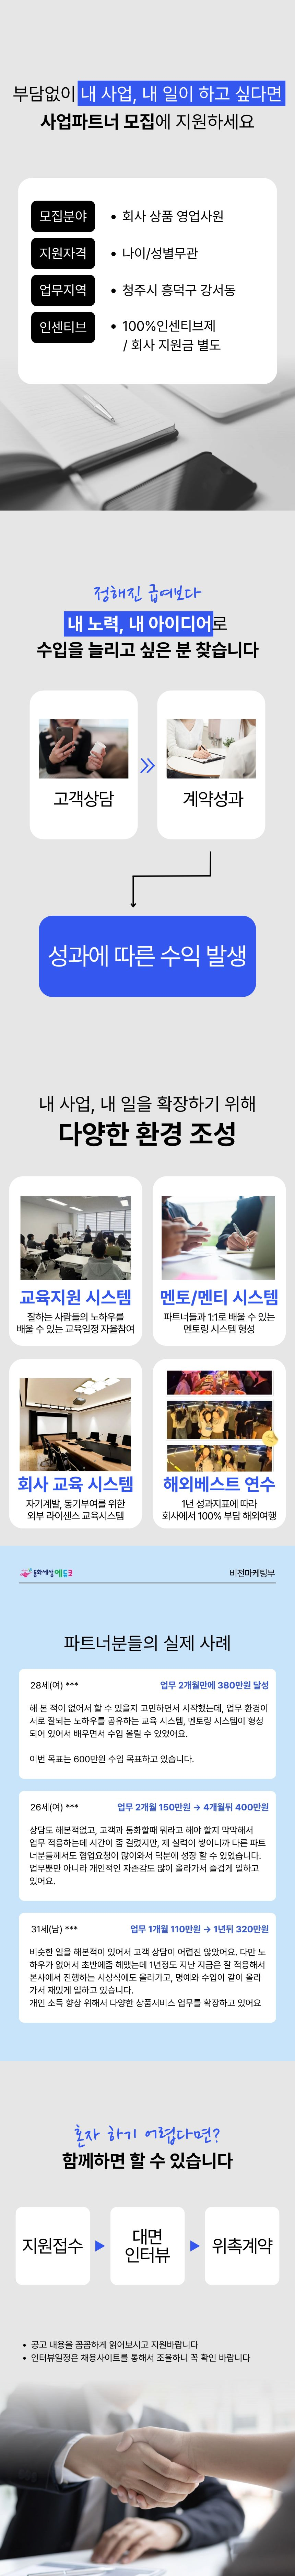 부담없이 내 사업, 내 일이 하고 싶다면
사업파트너 모집에 지원하세요
모집분야
• 회사 상품 영업사원
지원자격
• 나이/성별무관
업무지역
• 청주시 흥덕구 강서동
인센티브
• 100%인센티브제
/ 회사 지원금 별도
정해진 급여보다
내 노력, 내 아이디어로
수입을 늘리고 싶은 분 찾습니다
고객상담
계약성과
성과에 따른 수익 발생
내 사업, 내 일을 확장하기 위해
다양한 환경 조성
교육지원 시스템
잘하는 사람들의 노하우를
배울 수 있는 교육일정 자율참여
멘토/멘티 시스템
파트너들과 1:1로 배울 수 있는
멘토링 시스템 형성
회사 교육 시스템
자기계발, 동기부여를 위한
외부 라이센스 교육시스템
해외베스트 연수
1년 성과지표에 따라
회사에서 100% 부담 해외여행
동화세상에듀코
비전마케팅부
파트너분들의 실제 사례
28세(여) ***
업무 2개월만에 380만원 달성
해 본 적이 없어서 할 수 있을지 고민하면서 시작했는데, 업무 환경이
서로 잘되는 노하우를 공유하는 교육 시스템, 멘토링 시스템이 형성
되어 있어서 배우면서 수입 올릴 수 있었어요.
이번 목표는 600만원 수입 목표하고 있습니다.
26세(여) ***
업무 2개월 150만원 → 4개월뒤 400만원
상담도 해본적없고, 고객과 통화할때 뭐라고 해야 할지 막막해서
업무 적응하는데 시간이 좀 걸렸지만, 제 실력이 쌓이니까 다른 파트
너분들께서도 협업요청이 많이와서 덕분에 성장 할 수 있었습니다.
업무뿐만 아니라 개인적인 자존감도 많이 올라가서 즐겁게 일하고
있어요.
31세(남) ***
업무 1개월 110만원 → 1년뒤 320만원
비슷한 일을 해본적이 있어서 고객 상담이 어렵진 않았어요. 다만 노
하우가 없어서 초반에좀 헤맸는데 1년정도 지난 지금은 잘 적응해서
본사에서 진행하는 시상식에도 올라가고, 명예와 수입이 같이 올라
가서 재밌게 일하고 있습니다.
개인 소득 향상 위해서 다양한 상품서비스 업무를 확장하고 있어요
혼자 하기 어렵다면?
함께하면 할 수 있습니다
지원접수
대면
인터뷰
위촉계약
• 공고 내용을 꼼꼼하게 읽어보시고 지원바랍니다
• 인터뷰일정은 채용사이트를 통해서 조율하니 꼭 확인 바랍니다